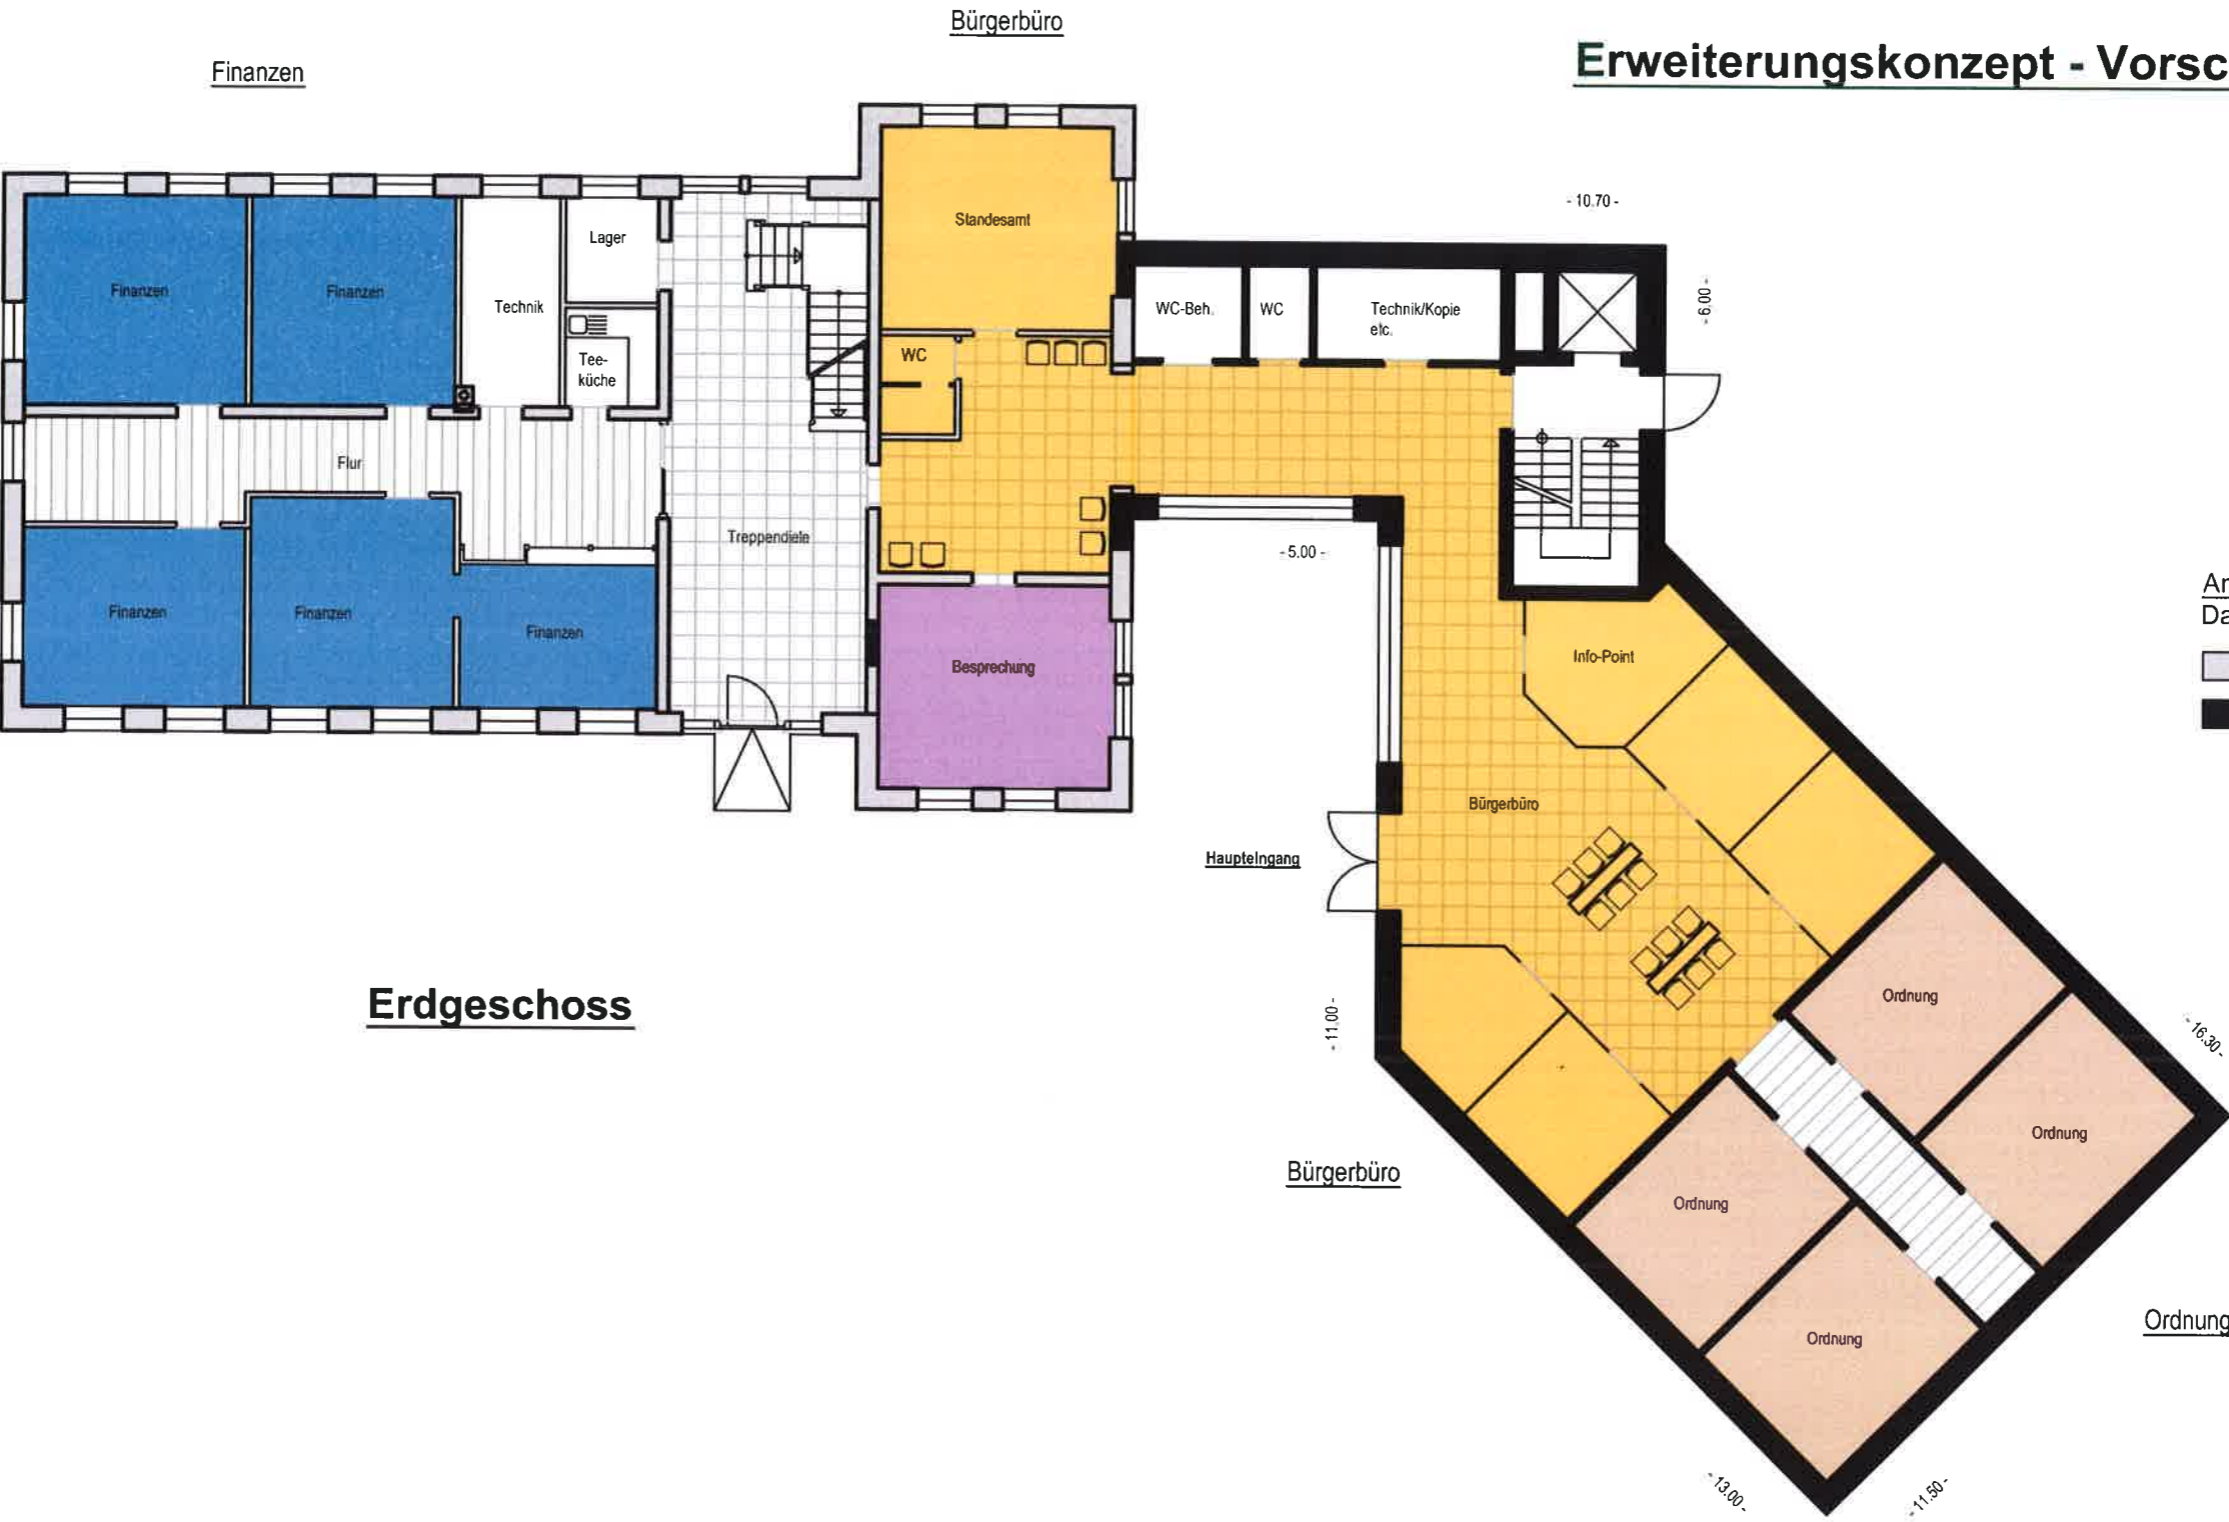 Bürgerbüro
Erweiterungskonzept - Vorsc
Finanzen
- 10.70 -
Standesamt
Lager
- 6.00 -
Finanzen
Finanzen
Technik
WC-Beh.
WC
Technik/Kopie
etc.
WC
Tee-
küche
Flur
Treppendiele
- 5.00 -
Ar
Da
Finanzen
Finanzen
Finanzen
Besprechung
Info-Point
Bürgerbüro
Haupteingang
Erdgeschoss
- 11.00 -
Ordnung
- 16.30 -
Ordnung
Bürgerbüro
Ordnung
Ordnung
Ordnung
- 13.00 -
- 11.50 -